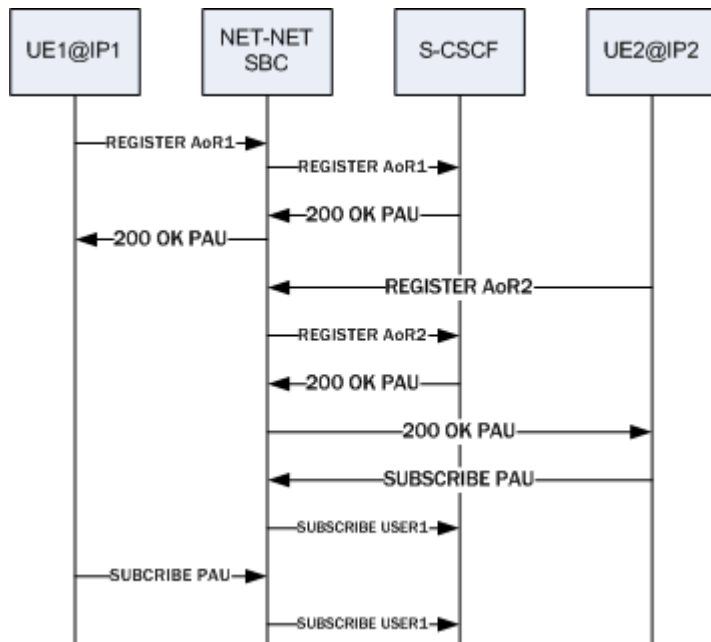 UE1@IP1
NET-NET
SBC
S-CSCF
UE2@IP2
REGISTER AoR1
REGISTER AoR1
200 OK PAU
200 OK PAU
REGISTER AoR2
REGISTER AoR2
200 OK PAU
200 OK PAU
SUBSCRIBE PAU
SUBSCRIBE USER1
SUBCRIBE PAU
SUBSCRIBE USER1